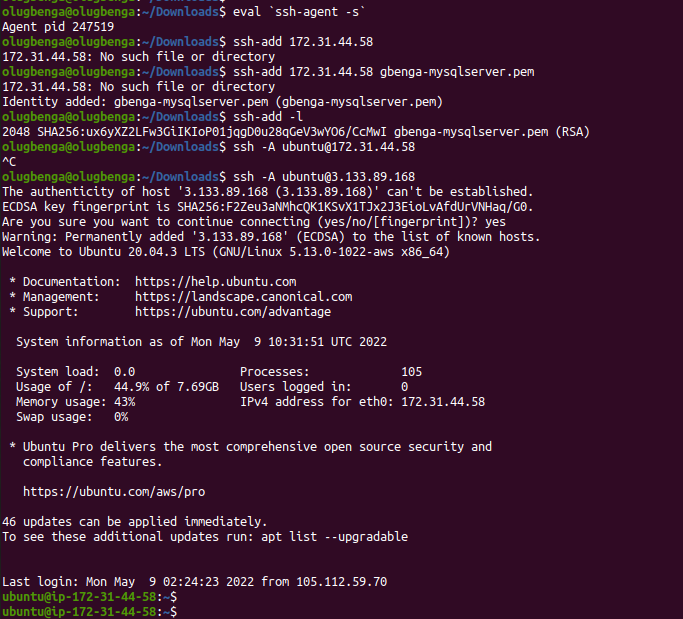 olugbenga@olugbenga:~/Downloads$ eval `ssh-agent -s`
Agent pid 247519
olugbenga@olugbenga:~/Downloads$ ssh-add 172.31.44.58
172.31.44.58: No such file or directory
olugbenga@olugbenga:~/Downloads$ ssh-add 172.31.44.58 gbenga-mysqlserver.pem
172.31.44.58: No such file or directory
Identity added: gbenga-mysqlserver.pem (gbenga-mysqlserver.pem)
olugbenga@olugbenga:~/Downloads$ ssh-add -l
2048 SHA256:ux6yXZ2LFw3GiIKIoP01jqgD0u28qGeV3wYO6/CcMwI gbenga-mysqlserver.pem (RSA)
olugbenga@olugbenga:~/Downloads$ ssh -A ubuntu@172.31.44.58
^C
olugbenga@olugbenga:~/Downloads$ ssh -A ubuntu@3.133.89.168
The authenticity of host '3.133.89.168 (3.133.89.168)' can't be established.
ECDSA key fingerprint is SHA256:F2Zeu3aNMhcQK1KSvX1TJx2J3EioLvAfdUrVNHaq/G0.
Are you sure you want to continue connecting (yes/no/[fingerprint])? yes
Warning: Permanently added '3.133.89.168' (ECDSA) to the list of known hosts.
Welcome to Ubuntu 20.04.3 LTS (GNU/Linux 5.13.0-1022-aws x86_64)
* Documentation: https://help.ubuntu.com
* Management: https://landscape.canonical.com
* Support: https://ubuntu.com/advantage
System information as of Mon May 9 10:31:51 UTC 2022
System load: 0.0 Processes: 105
Usage of /: 44.9% of 7.69GB Users logged in: 0
Memory usage: 43% IPv4 address for eth0: 172.31.44.58
Swap usage: 0%
* Ubuntu Pro delivers the most comprehensive open source security and
compliance features.
https://ubuntu.com/aws/pro
46 updates can be applied immediately.
To see these additional updates run: apt list --upgradable
Last login: Mon May 9 02:24:23 2022 from 105.112.59.70
ubuntu@ip-172-31-44-58:~$
ubuntu@ip-172-31-44-58:~$